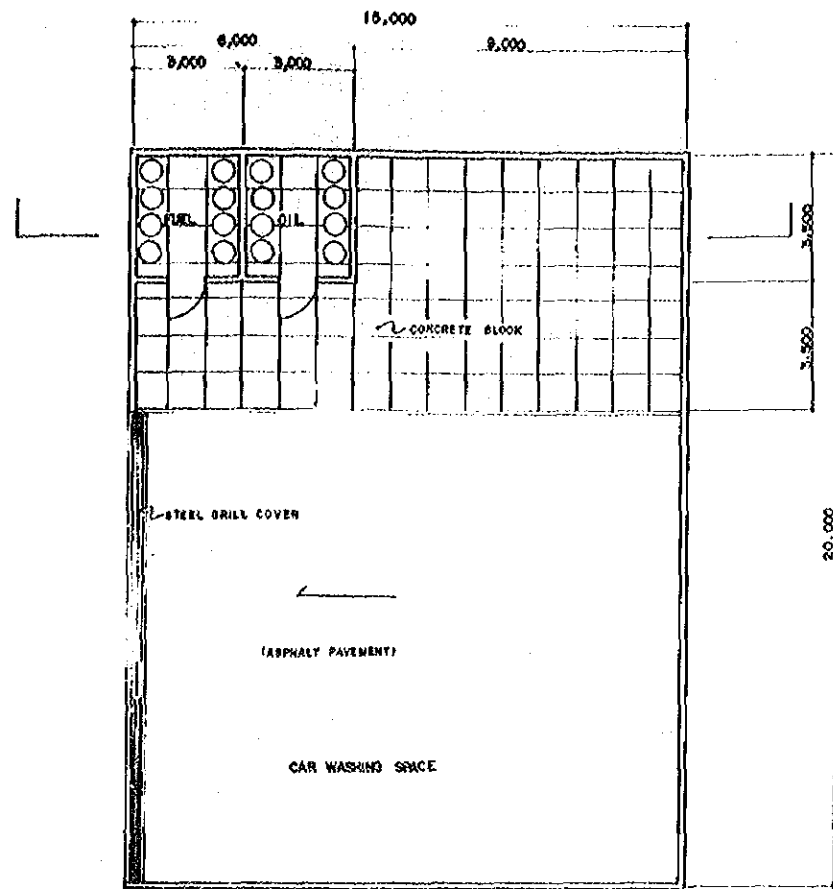 15,000
6,000
9,000
3,000
3,000
FUEL
OIL
3,500
CONCRETE BLOCK
3,500
STEEL GRILL COVER
20,000
(ASPHALT PAVEMENT)
CAR WASHING SPACE